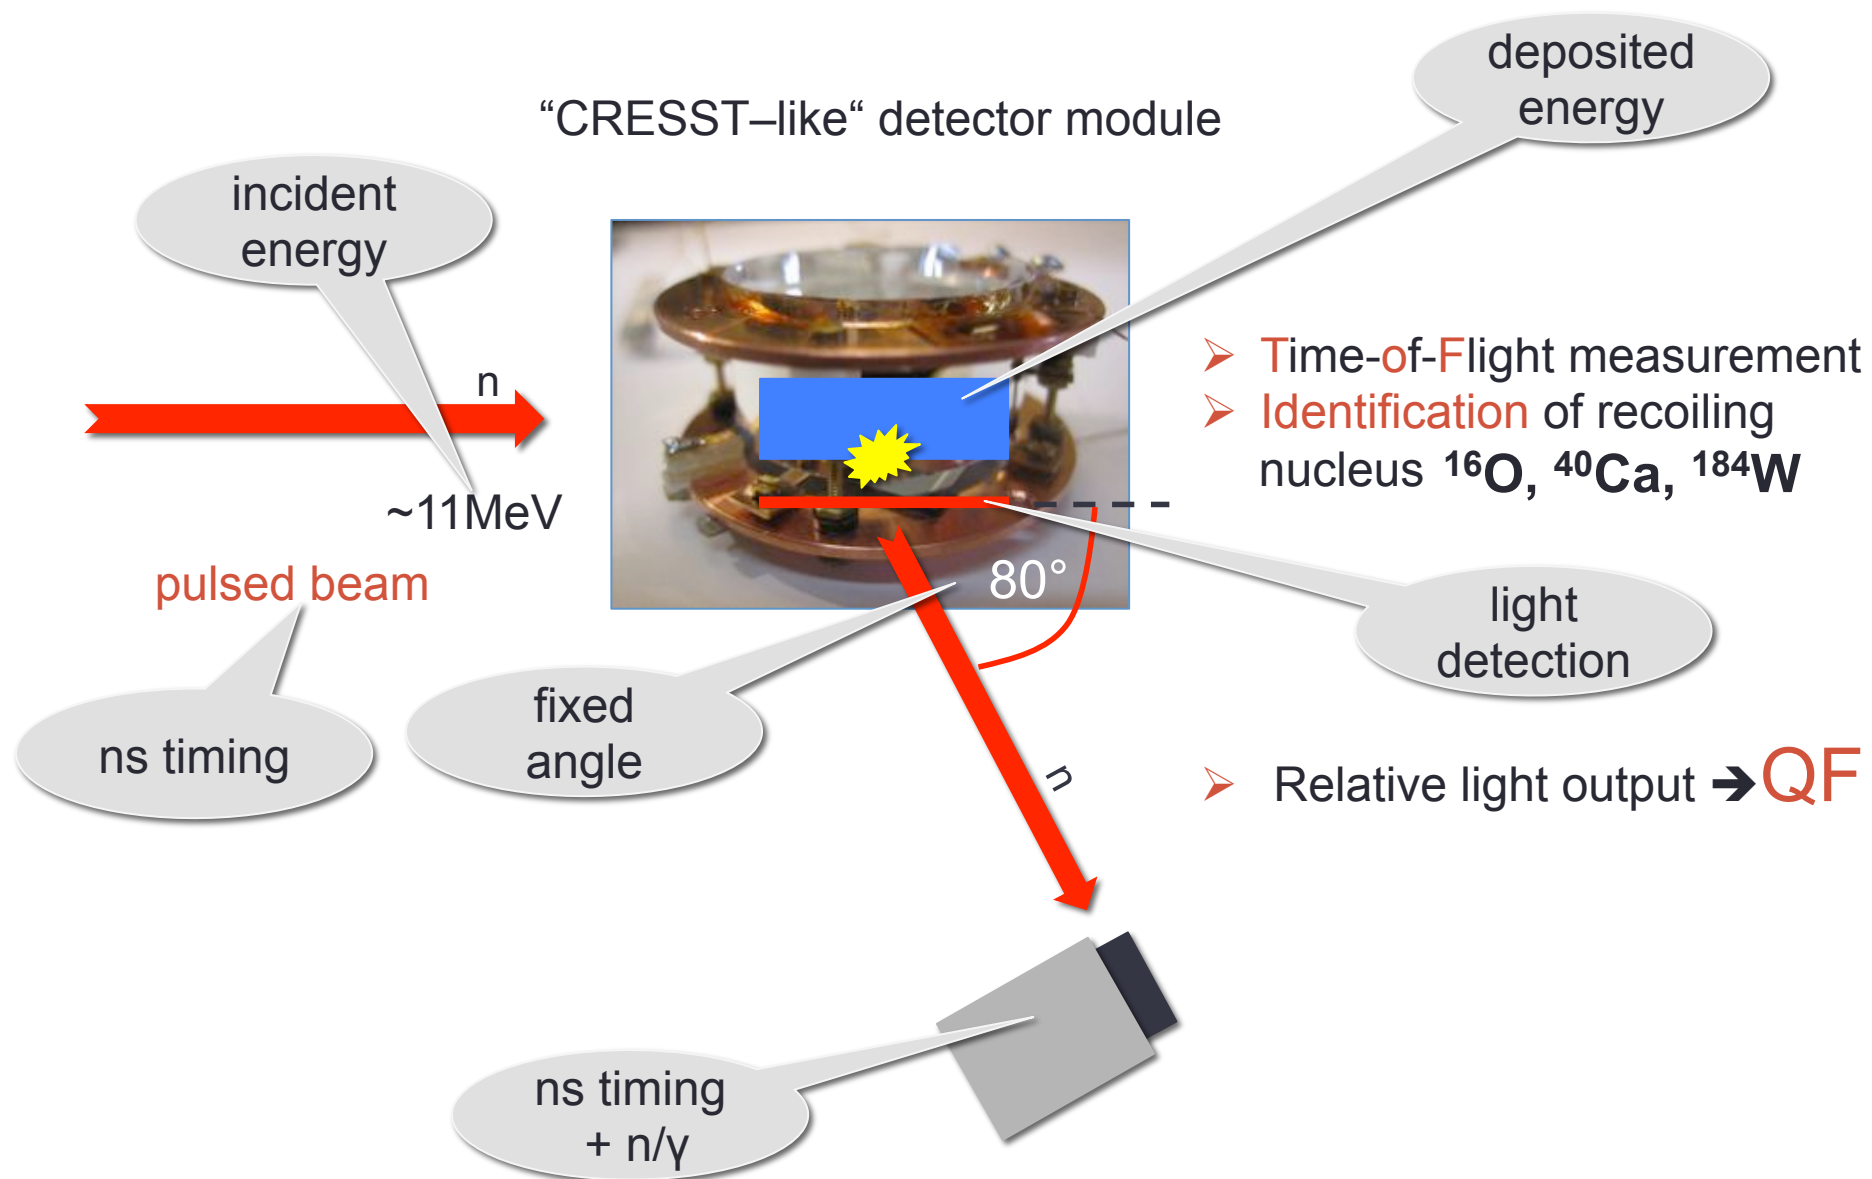 deposited
energy
“CRESST–like“ detector module
incident
energy
n
~11MeV
pulsed beam
ns timing
fixed
angle
80°
n
➢ Time-of-Flight measurement
➢ Identification of recoiling
nucleus ¹⁶O, ⁴⁰Ca, ¹⁸⁴W
light
detection
➢ Relative light output ➔QF
ns timing
+ n/γ